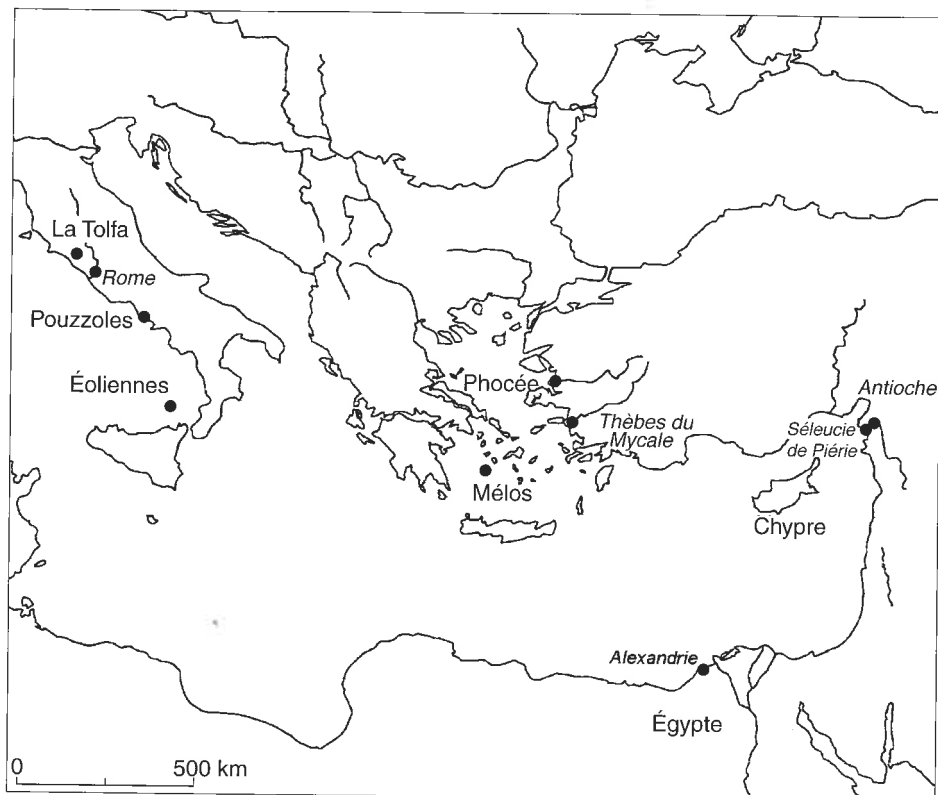 La Tolfa
Rome
Pouzzoles
Éoliennes
Phocée
Antioche
Thèbes du
Mycale
Séleucie
de Piérie
Mélos
Chypre
Alexandrie
Égypte
0 500 km